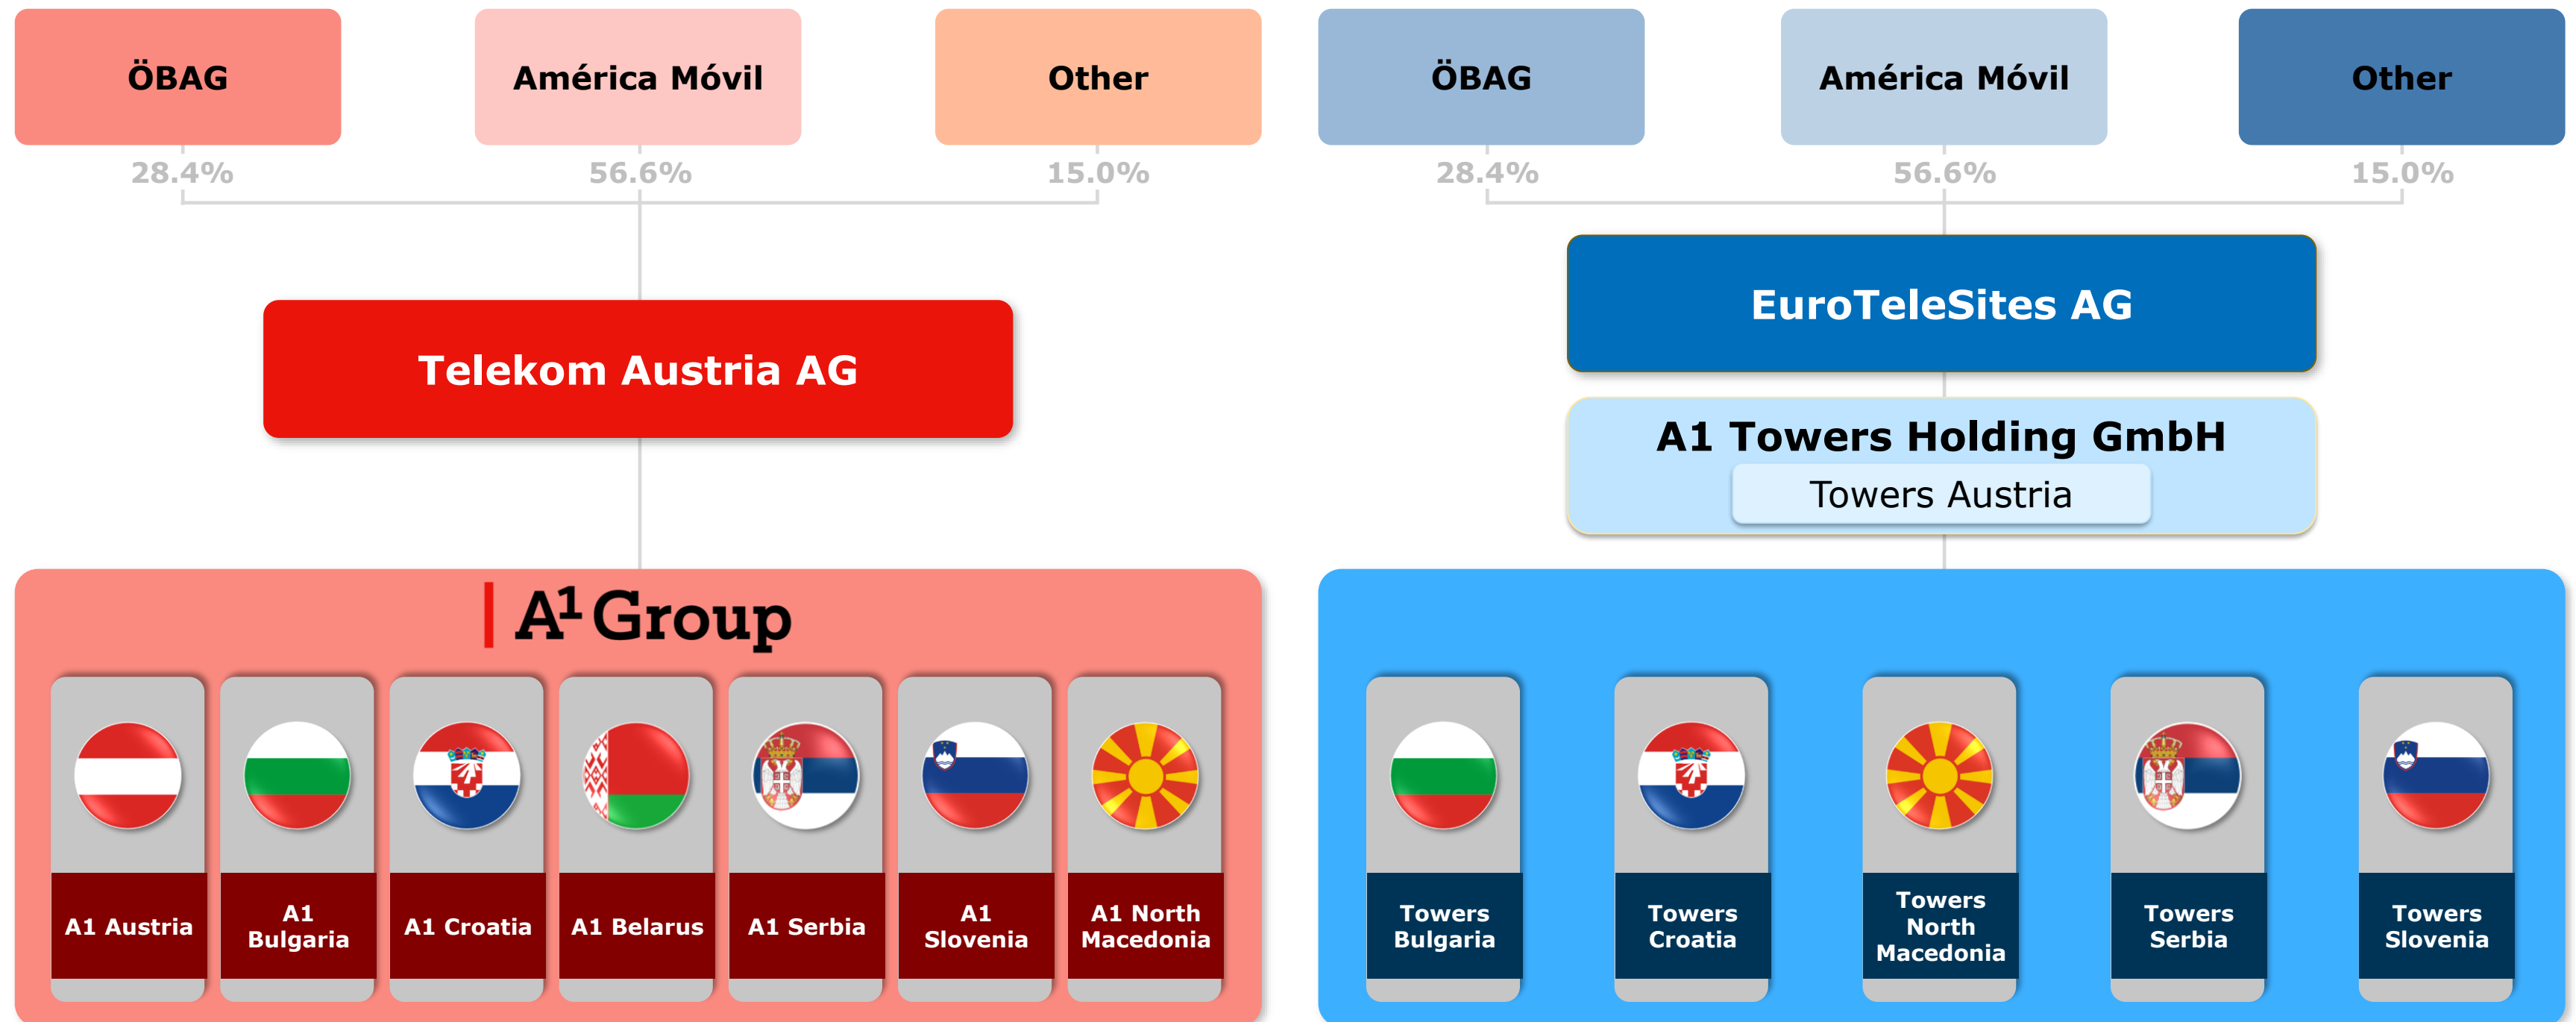 ÖBAG
América Móvil
Other
28.4%
56.6%
15.0%
Telekom Austria AG
A1 Group
A1 Austria
A1
Bulgaria
A1 Croatia
A1 Belarus
A1 Serbia
A1
Slovenia
A1 North
Macedonia
ÖBAG
América Móvil
Other
28.4%
56.6%
15.0%
EuroTeleSites AG
A1 Towers Holding GmbH
Towers Austria
Towers
Bulgaria
Towers
Croatia
Towers
North
Macedonia
Towers
Serbia
Towers
Slovenia